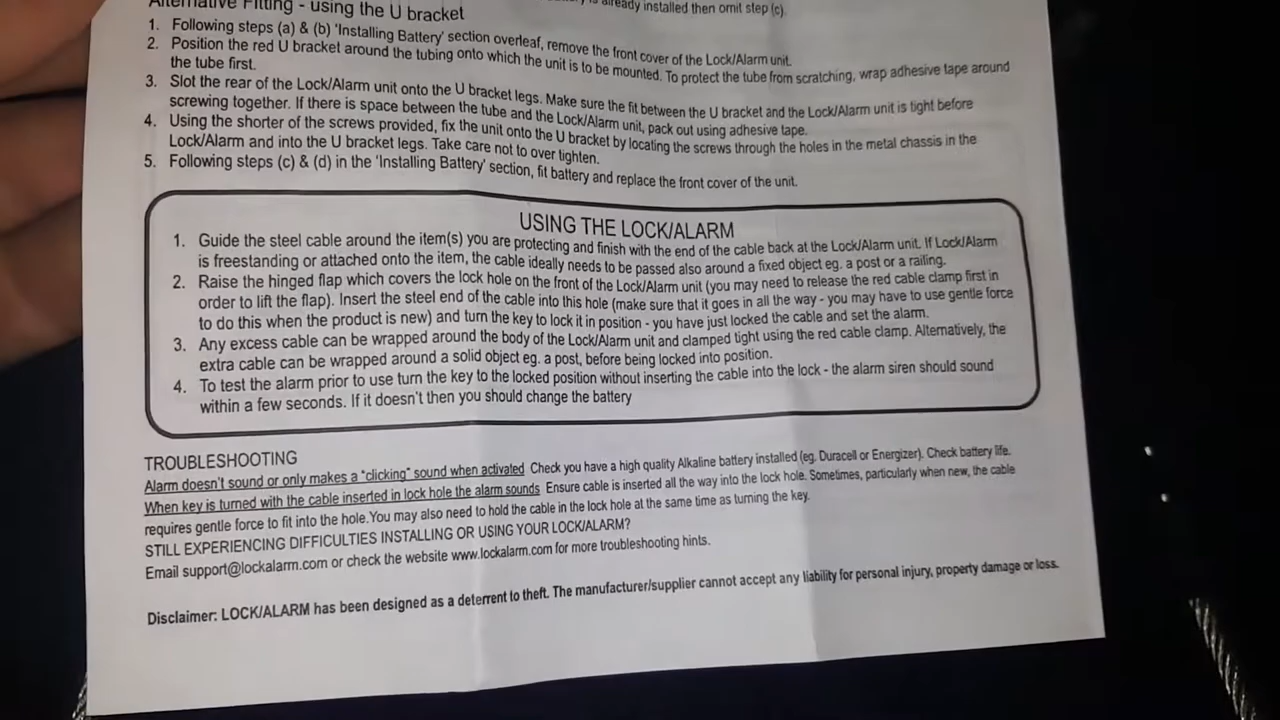 already installed then omit step (c).
Alternative Fitting - using the U bracket
1. Following steps (a) & (b) 'Installing Battery' section overleaf, remove the front cover of the Lock/Alarm unit.
2. Position the red U bracket around the tubing onto which the unit is to be mounted. To protect the tube from scratching, wrap adhesive tape around
the tube first.
3. Slot the rear of the Lock/Alarm unit onto the U bracket legs. Make sure the fit between the U bracket and the Lock/Alarm unit is tight before
screwing together. If there is space between the tube and the Lock/Alarm unit, pack out using adhesive tape.
4. Using the shorter of the screws provided, fix the unit onto the U bracket by locating the screws through the holes in the metal chassis in the
Lock/Alarm and into the U bracket legs. Take care not to over tighten.
5. Following steps (c) & (d) in the 'Installing Battery' section, fit battery and replace the front cover of the unit.
USING THE LOCK/ALARM
1. Guide the steel cable around the item(s) you are protecting and finish with the end of the cable back at the Lock/Alarm unit. If Lock/Alarm
is freestanding or attached onto the item, the cable ideally needs to be passed also around a fixed object eg. a post or a railing.
2. Raise the hinged flap which covers the lock hole on the front of the Lock/Alarm unit (you may need to release the red cable clamp first in
order to lift the flap). Insert the steel end of the cable into this hole (make sure that it goes in all the way - you may have to use gentle force
to do this when the product is new) and turn the key to lock it in position - you have just locked the cable and set the alarm.
3. Any excess cable can be wrapped around the body of the Lock/Alarm unit and clamped tight using the red cable clamp. Alternatively, the
extra cable can be wrapped around a solid object eg. a post, before being locked into position.
4. To test the alarm prior to use turn the key to the locked position without inserting the cable into the lock - the alarm siren should sound
within a few seconds. If it doesn't then you should change the battery
TROUBLESHOOTING
Alarm doesn't sound or only makes a "clicking" sound when activated Check you have a high quality Alkaline battery installed (eg. Duracell or Energizer). Check battery life.
When key is turned with the cable inserted in lock hole the alarm sounds Ensure cable is inserted all the way into the lock hole. Sometimes, particularly when new, the cable
requires gentle force to fit into the hole. You may also need to hold the cable in the lock hole at the same time as turning the key.
STILL EXPERIENCING DIFFICULTIES INSTALLING OR USING YOUR LOCK/ALARM?
Email support@lockalarm.com or check the website www.lockalarm.com for more troubleshooting hints.
Disclaimer: LOCK/ALARM has been designed as a deterrent to theft. The manufacturer/supplier cannot accept any liability for personal injury, property damage or loss.